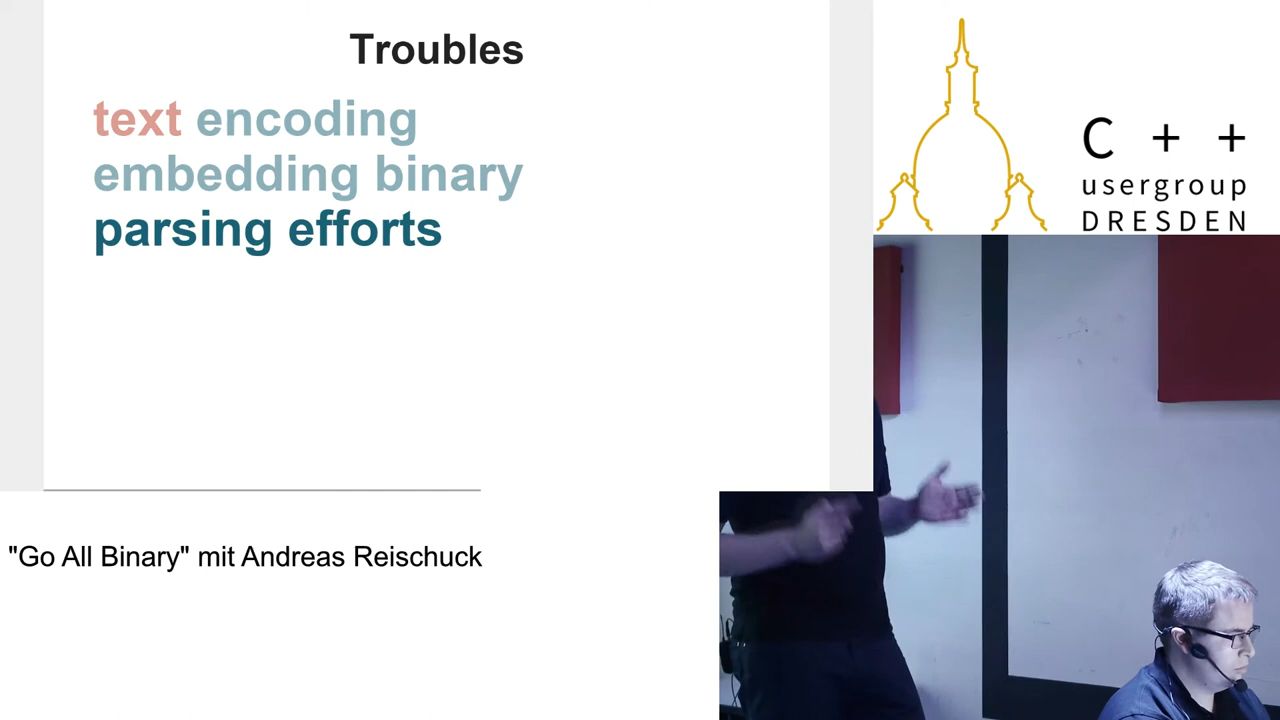 Troubles
text encoding
embedding binary
parsing efforts
C + +
usergroup
DRESDEN
"Go All Binary" mit Andreas Reischuck